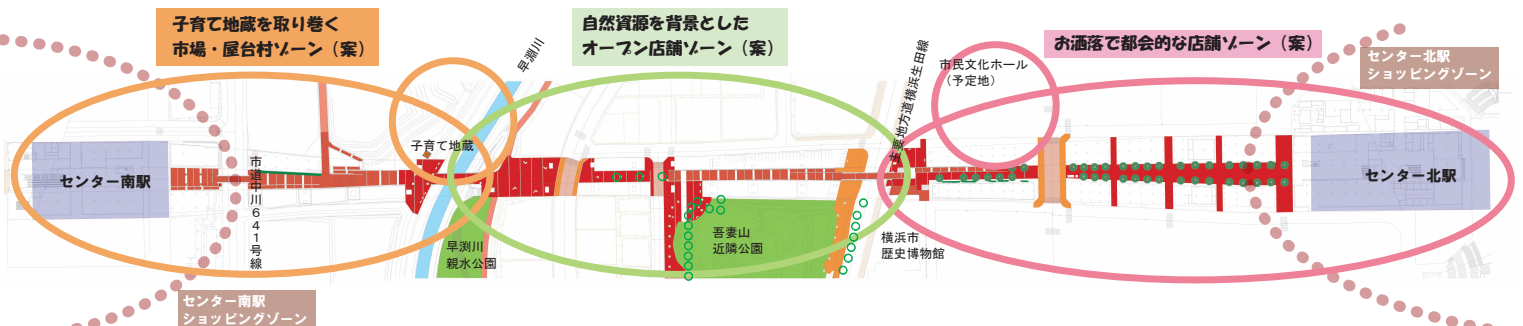 子育て地蔵を取り巻く
市場・屋台村ゾーン（案）
自然資源を背景とした
オープン店舗ゾーン（案）
お洒落で都会的な店舗ゾーン（案）
センター北駅
ショッピングゾーン
早淵川
主要地方道横浜生田線
市民文化ホール
（予定地）
子育て地蔵
センター南駅
市道中川６４１号線
センター北駅
早渕川
親水公園
吾妻山
近隣公園
横浜市
歴史博物館
センター南駅
ショッピングゾーン